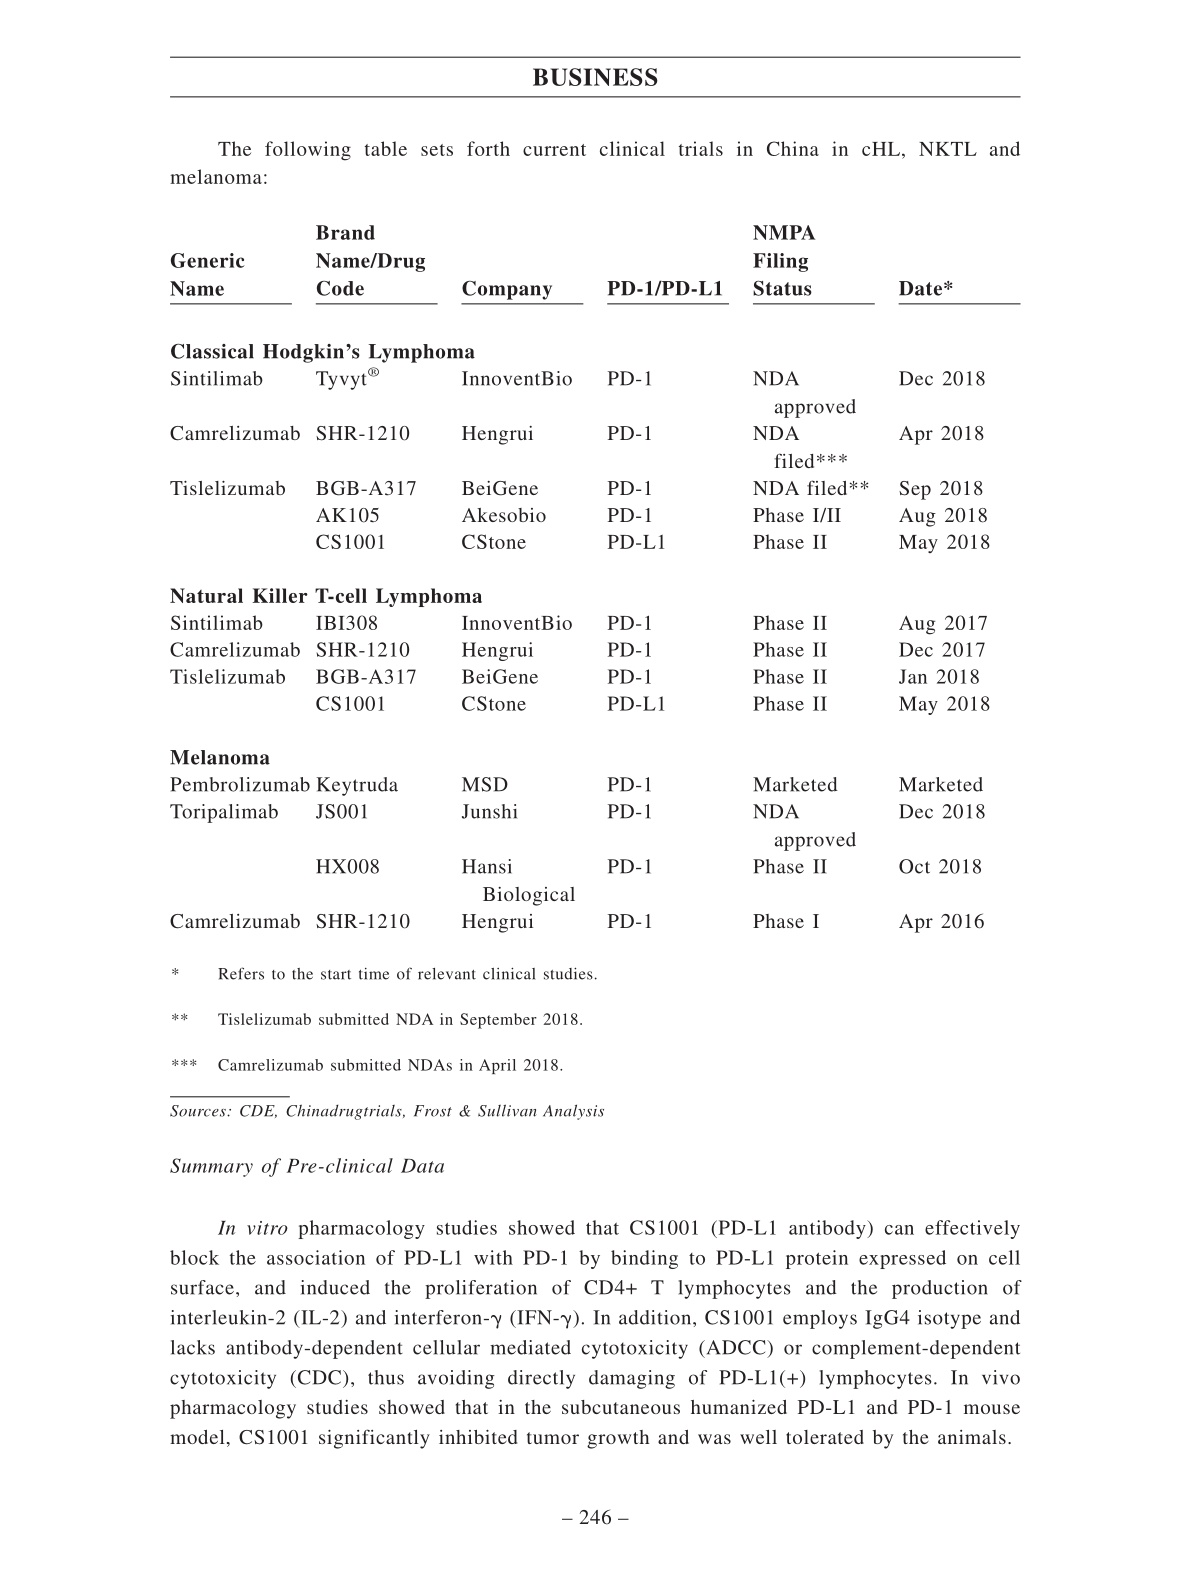 BUSINESS
The following table sets forth current clinical trials in China in cHL, NKTL and
melanoma:
Brand NMPA
Generic Name/Drug Filing
Name Code Company PD-1/PD-L1 Status Date*
Classical Hodgkin's Lymphoma
Sintilimab Tyvyt® InnoventBio PD-1 NDA Dec 2018
approved
Camrelizumab SHR-1210 Hengrui PD-1 NDA Apr 2018
filed***
Tislelizumab BGB-A317 BeiGene PD-1 NDA filed** Sep 2018
AK105 Akesobio PD-1 Phase I/II Aug 2018
CS1001 CStone PD-L1 Phase II May 2018
Natural Killer T-cell Lymphoma
Sintilimab IBI308 InnoventBio PD-1 Phase II Aug 2017
Camrelizumab SHR-1210 Hengrui PD-1 Phase II Dec 2017
Tislelizumab BGB-A317 BeiGene PD-1 Phase II Jan 2018
CS1001 CStone PD-L1 Phase II May 2018
Melanoma
Pembrolizumab Keytruda MSD PD-1 Marketed Marketed
Toripalimab JS001 Junshi PD-1 NDA Dec 2018
approved
HX008 Hansi PD-1 Phase II Oct 2018
Biological
Camrelizumab SHR-1210 Hengrui PD-1 Phase I Apr 2016
* Refers to the start time of relevant clinical studies.
** Tislelizumab submitted NDA in September 2018.
*** Camrelizumab submitted NDAs in April 2018.
Sources: CDE, Chinadrugtrials, Frost & Sullivan Analysis
Summary of Pre-clinical Data
In vitro pharmacology studies showed that CS1001 (PD-L1 antibody) can effectively
block the association of PD-L1 with PD-1 by binding to PD-L1 protein expressed on cell
surface, and induced the proliferation of CD4+ T lymphocytes and the production of
interleukin-2 (IL-2) and interferon-γ (IFN-γ). In addition, CS1001 employs IgG4 isotype and
lacks antibody-dependent cellular mediated cytotoxicity (ADCC) or complement-dependent
cytotoxicity (CDC), thus avoiding directly damaging of PD-L1(+) lymphocytes. In vivo
pharmacology studies showed that in the subcutaneous humanized PD-L1 and PD-1 mouse
model, CS1001 significantly inhibited tumor growth and was well tolerated by the animals.
– 246 –